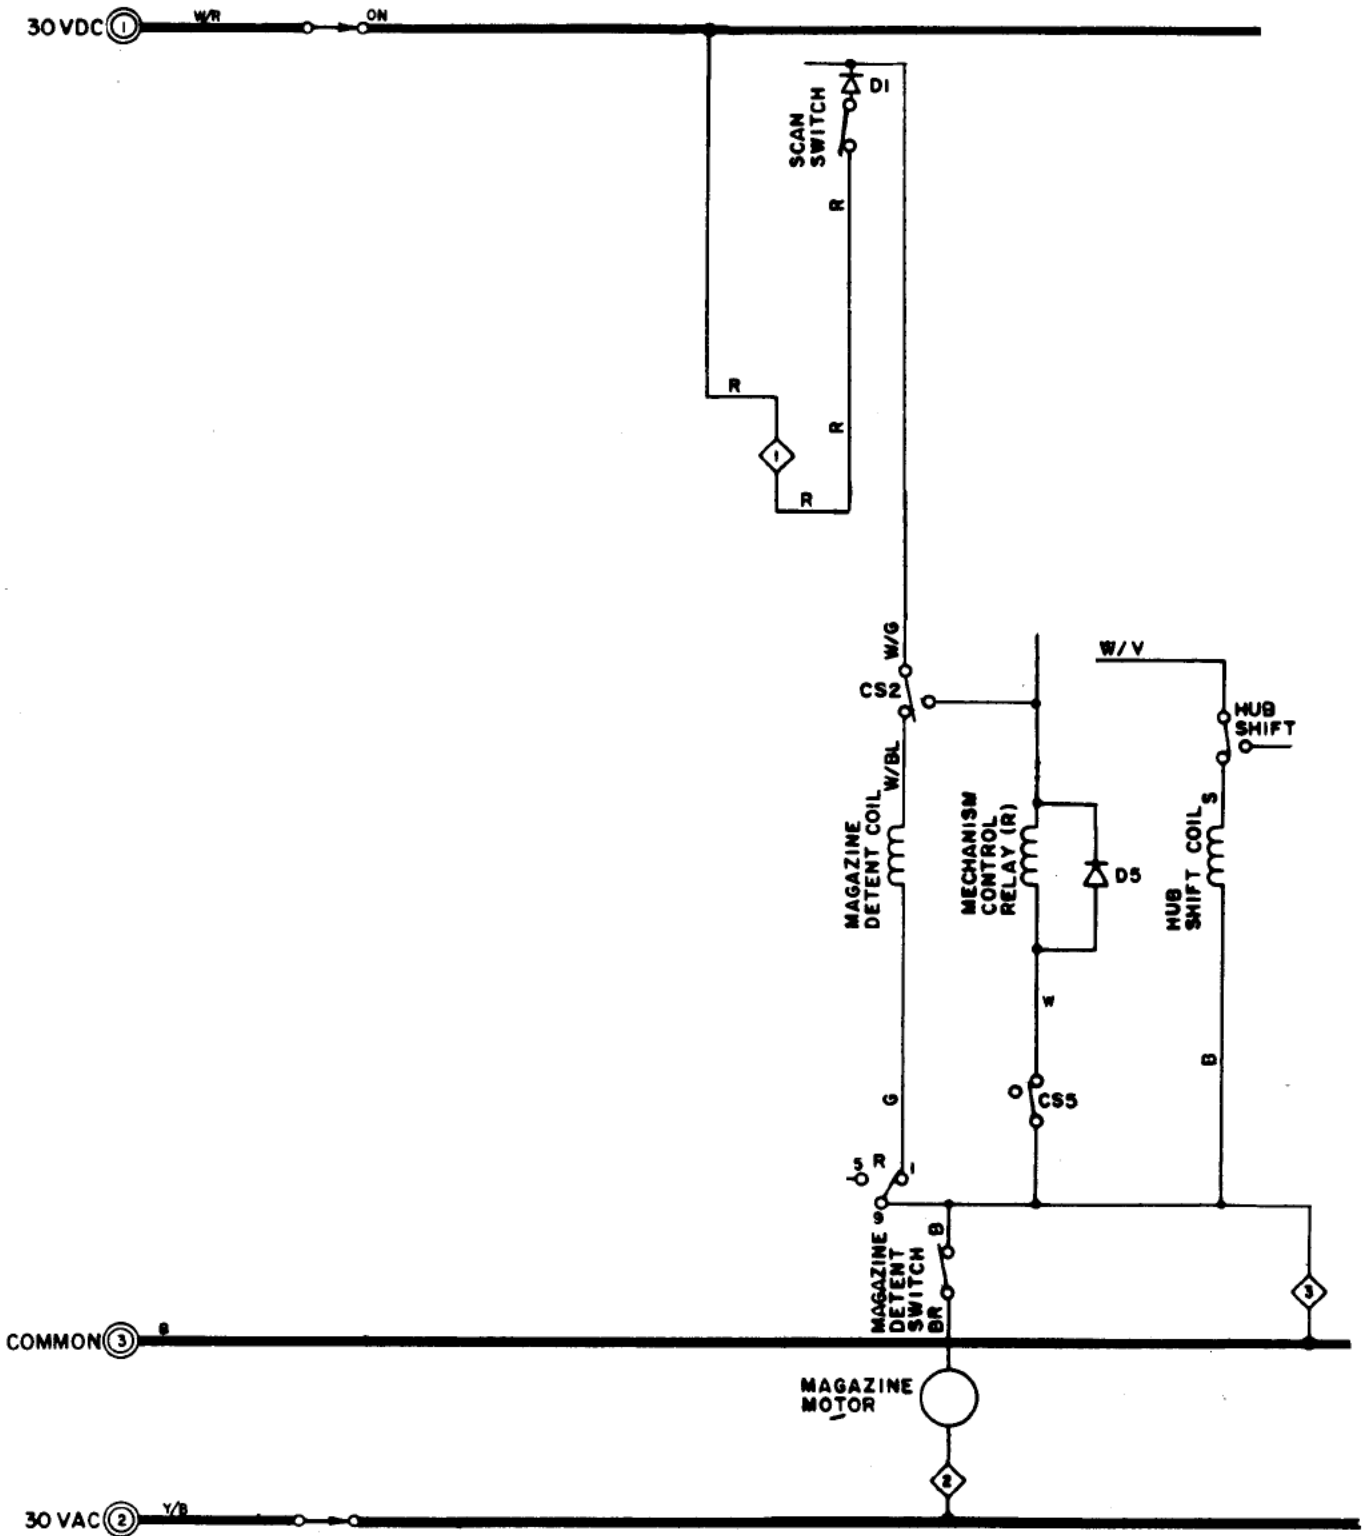 30 VDC 1
W/R
ON
D1
SCAN
SWITCH
R
R
R
1
R
W/G
CS2
W/V
HUB
SHIFT
W/BL
MAGAZINE
DETENT COIL
MECHANISM
CONTROL
RELAY (R)
D5
S
HUB
SHIFT COIL
W
B
G
CS5
5
R
1
9
MAGAZINE
DETENT
SWITCH
B
BR
3
COMMON 3
B
MAGAZINE
MOTOR
2
30 VAC 2
Y/B